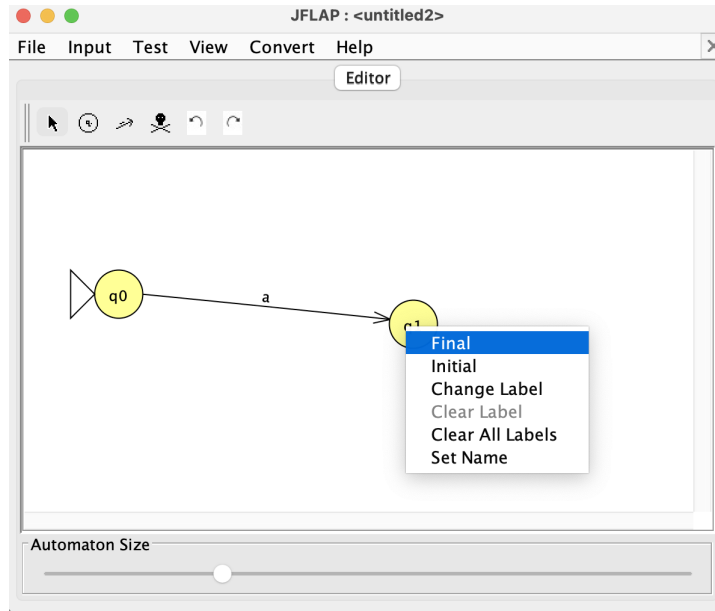 JFLAP : <untitled2>
File Input Test View Convert Help
Editor
q0
a
q1
Final
Initial
Change Label
Clear Label
Clear All Labels
Set Name
Automaton Size